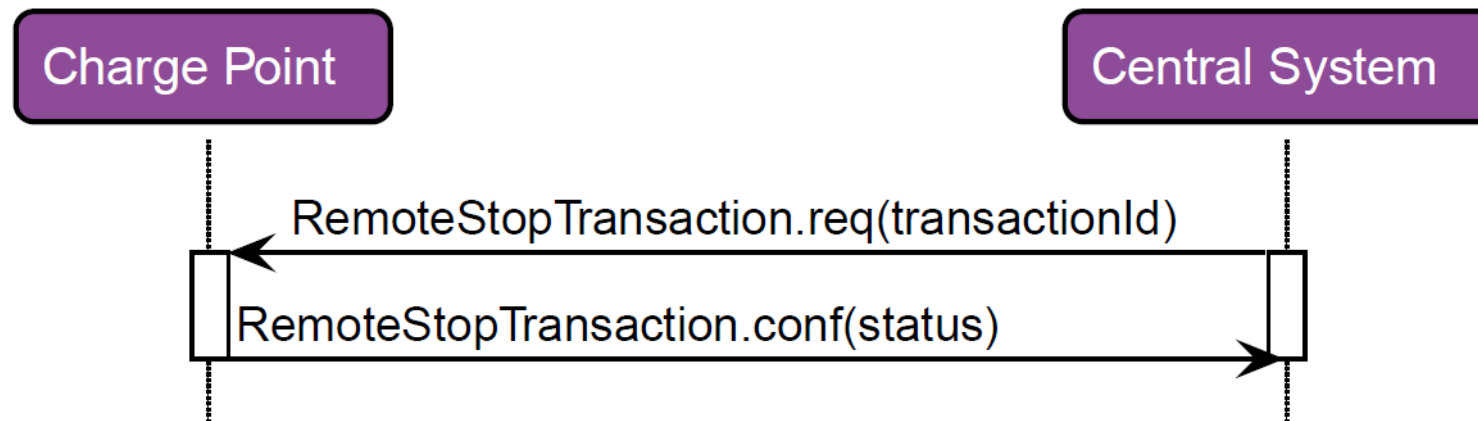 Charge Point
Central System
RemoteStopTransaction.req(transactionId)
RemoteStopTransaction.conf(status)